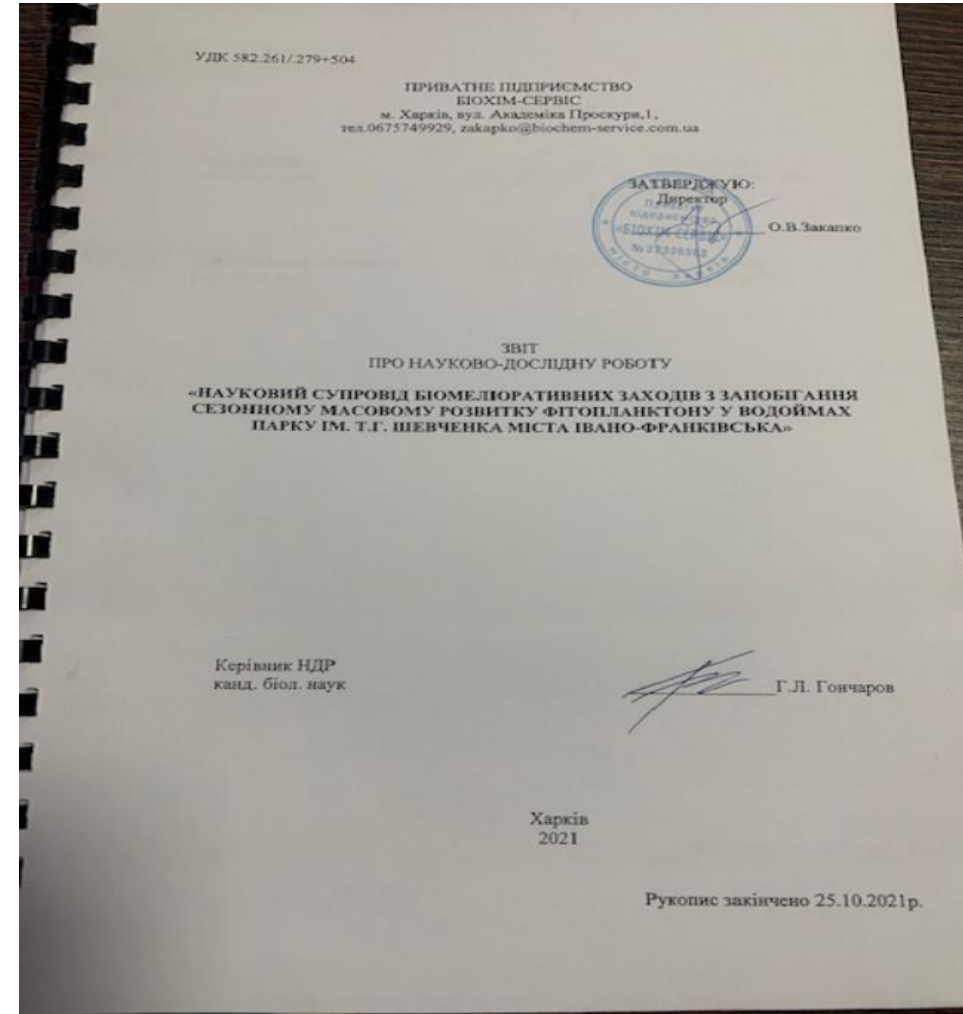 УДК 582.261/.279+504
ПРИВАТНЕ ПІДПРИЄМСТВО
БІОХІМ-СЕРВІС
м. Харків, вул. Академіка Проскури,1,
тел.0675749929, zakapko@biochem-service.com.ua
ЗАТВЕРДЖУЮ:
Директор
О.В.Закапко
«БІОХІМ-СЕРВІС»
ЗВІТ
ПРО НАУКОВО-ДОСЛІДНУ РОБОТУ
«НАУКОВИЙ СУПРОВІД БІОМЕЛІОРАТИВНИХ ЗАХОДІВ З ЗАПОБІГАННЯ
СЕЗОННОМУ МАСОВОМУ РОЗВИТКУ ФІТОПЛАНКТОНУ У ВОДОЙМАХ
ПАРКУ ІМ. Т.Г. ШЕВЧЕНКА МІСТА ІВАНО-ФРАНКІВСЬКА»
Керівник НДР
канд. біол. наук
Г.Л. Гончаров
Харків
2021
Рукопис закінчено 25.10.2021р.